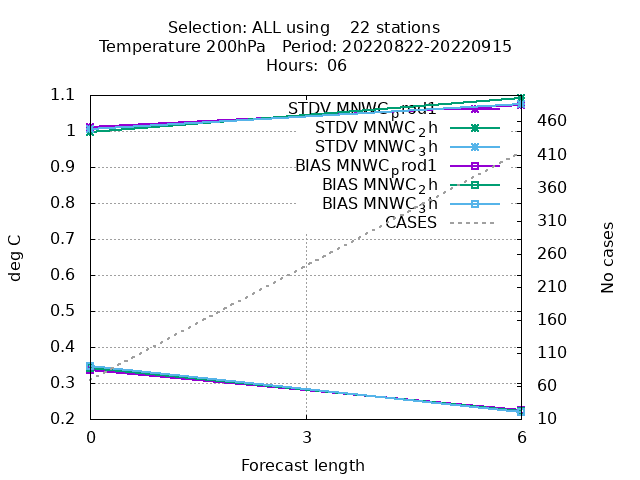 Selection: ALL using 22 stations
Temperature 200hPa Period: 20220822-20220915
Hours: 06
1.1
1
0.9
0.8
0.7
0.6
0.5
0.4
0.3
0.2
deg C
STDV MNWC_prod1
STDV MNWC_2h
STDV MNWC_3h
BIAS MNWC_prod1
BIAS MNWC_2h
BIAS MNWC_3h
CASES
460
410
360
310
260
210
160
110
60
10
No cases
0 3 6
Forecast length